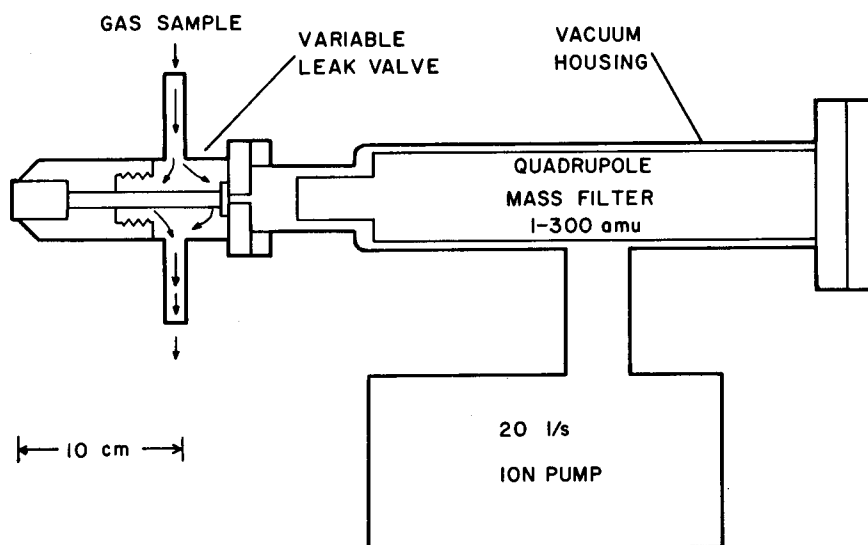 GAS SAMPLE
VARIABLE
LEAK VALVE
VACUUM
HOUSING
QUADRUPOLE
MASS FILTER
1-300 amu
10 cm
20 l/s
ION PUMP